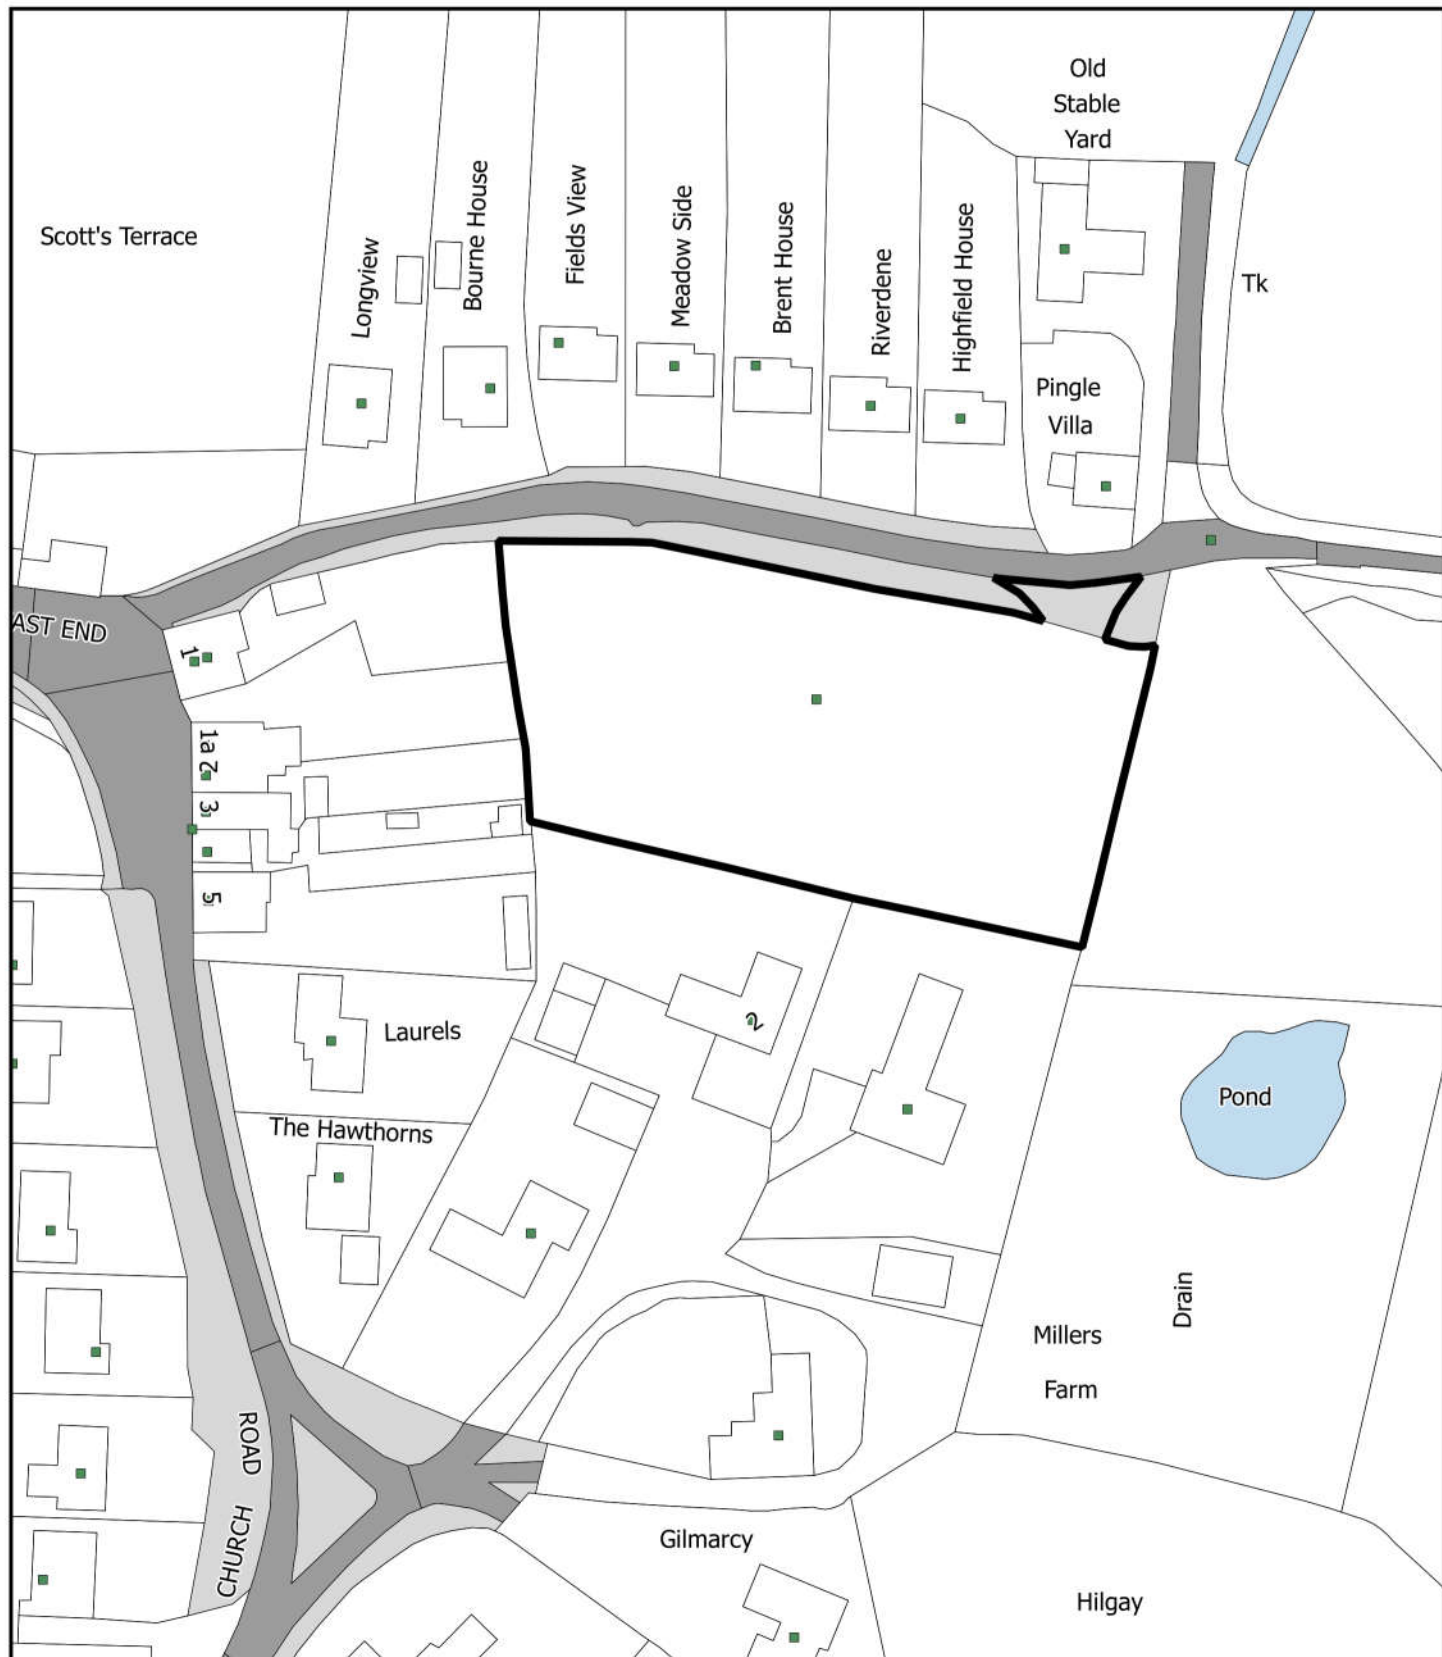 Old
Stable
Yard
Scott's Terrace
Longview
Bourne House
Fields View
Meadow Side
Brent House
Riverdene
Highfield House
Tk
Pingle
Villa
AST END
1
1a
2
3
5
Laurels
2
The Hawthorns
Pond
Drain
Millers
Farm
CHURCH ROAD
Gilmarcy
Hilgay